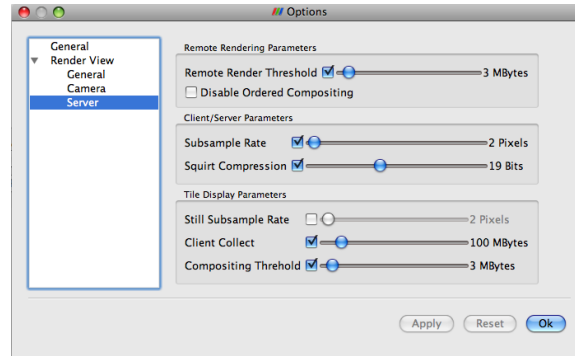 Options
General
Render View
General
Camera
Server
Remote Rendering Parameters
Remote Render Threshold 3 MBytes
Disable Ordered Compositing
Client/Server Parameters
Subsample Rate 2 Pixels
Squirt Compression 19 Bits
Tile Display Parameters
Still Subsample Rate 2 Pixels
Client Collect 100 MBytes
Compositing Threhold 3 MBytes
Apply Reset Ok